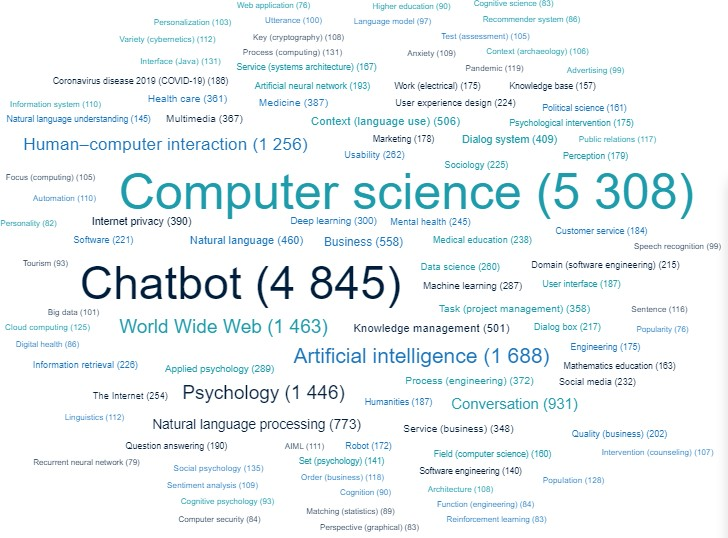 Web application (76)
Higher education (90)
Cognitive science (83)
Personalization (103)
Utterance (100)
Language model (97)
Recommender system (86)
Variety (cybernetics) (112)
Key (cryptography) (108)
Test (assessment) (105)
Process (computing) (131)
Anxiety (109)
Context (archaeology) (106)
Interface (Java) (131)
Service (systems architecture) (167)
Pandemic (119)
Advertising (99)
Coronavirus disease 2019 (COVID-19) (186)
Artificial neural network (193)
Work (electrical) (175)
Knowledge base (157)
Information system (110)
Health care (361)
Medicine (387)
User experience design (224)
Political science (161)
Natural language understanding (145)
Multimedia (367)
Context (language use) (506)
Psychological intervention (175)
Human–computer interaction (1 256)
Marketing (178)
Dialog system (409)
Public relations (117)
Usability (262)
Perception (179)
Sociology (225)
Focus (computing) (105)
Computer science (5 308)
Automation (110)
Personality (82)
Internet privacy (390)
Deep learning (300)
Mental health (245)
Customer service (184)
Software (221)
Natural language (460)
Business (558)
Medical education (238)
Speech recognition (99)
Tourism (93)
Chatbot (4 845)
Data science (260)
Domain (software engineering) (215)
Machine learning (287)
User interface (187)
Big data (101)
Task (project management) (358)
Sentence (116)
Cloud computing (125)
World Wide Web (1 463)
Knowledge management (501)
Dialog box (217)
Popularity (76)
Digital health (86)
Artificial intelligence (1 688)
Engineering (175)
Information retrieval (226)
Applied psychology (289)
Mathematics education (163)
Process (engineering) (372)
Social media (232)
The Internet (254)
Psychology (1 446)
Humanities (187)
Conversation (931)
Linguistics (112)
Natural language processing (773)
Service (business) (348)
Quality (business) (202)
Question answering (190)
AIML (111)
Robot (172)
Field (computer science) (160)
Intervention (counseling) (107)
Recurrent neural network (79)
Social psychology (135)
Set (psychology) (141)
Software engineering (140)
Sentiment analysis (109)
Order (business) (118)
Population (128)
Cognition (90)
Architecture (108)
Cognitive psychology (93)
Function (engineering) (84)
Matching (statistics) (89)
Computer security (84)
Reinforcement learning (83)
Perspective (graphical) (83)